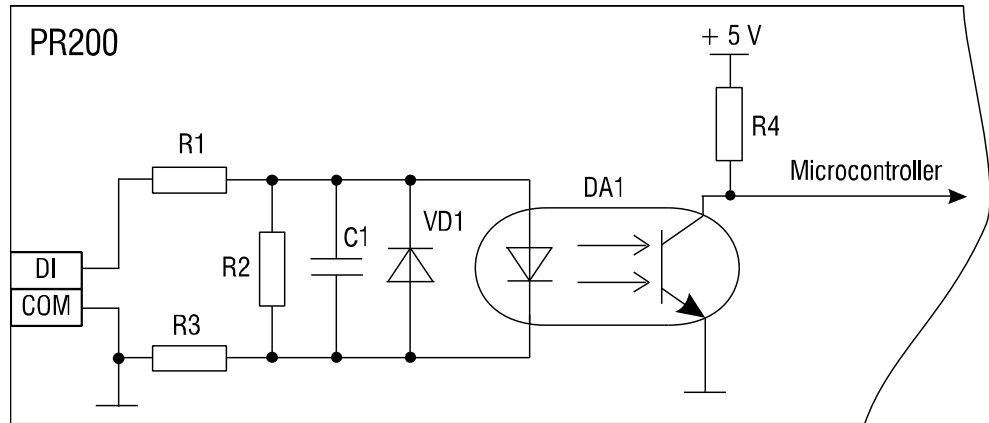 PR200
+ 5 V
R4
R1
Microcontroller
DA1
VD1
C1
R2
DI
COM
R3